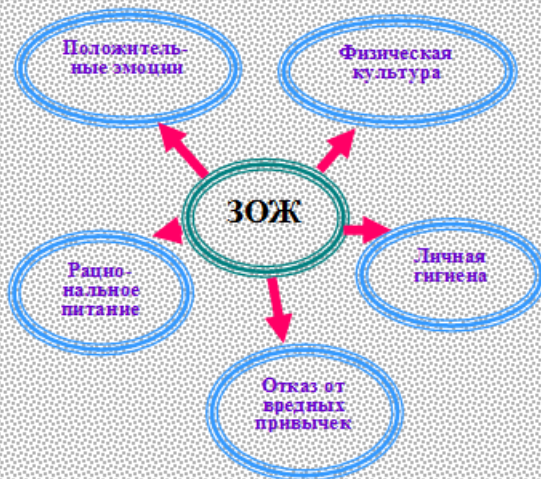 Положитель-
ные эмоции
Физическая
культура
ЗОЖ
Рацио-
нальное
питание
Личная
гигиена
Отказ от
вредных
привычек